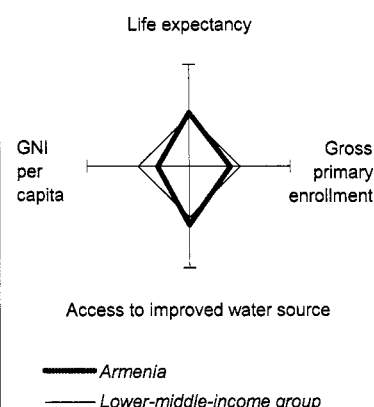 Life expectancy
GNI
per
capita
Gross
primary
enrollment
Access to improved water source
Armenia
Lower-middle-income group